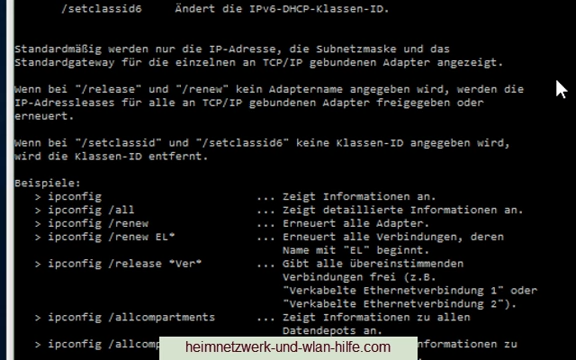 /setclassid6 Ändert die IPv6-DHCP-Klassen-ID.
Standardmäßig werden nur die IP-Adresse, die Subnetzmaske und das
Standardgateway für die einzelnen an TCP/IP gebundenen Adapter angezeigt.
Wenn bei "/release" und "/renew" kein Adaptername angegeben wird, werden die
IP-Adressleases für alle an TCP/IP gebundenen Adapter freigegeben oder
erneuert.
Wenn bei "/setclassid" und "/setclassid6" keine Klassen-ID angegeben wird,
wird die Klassen-ID entfernt.
Beispiele:
> ipconfig ... Zeigt Informationen an.
> ipconfig /all ... Zeigt detaillierte Informationen an.
> ipconfig /renew ... Erneuert alle Adapter.
> ipconfig /renew EL* ... Erneuert alle Verbindungen, deren
Name mit "EL" beginnt.
> ipconfig /release *Ver* ... Gibt alle übereinstimmenden
Verbindungen frei (z.B.
"Verkabelte Ethernetverbindung 1" oder
"Verkabelte Ethernetverbindung 2").
> ipconfig /allcompartments ... Zeigt Informationen zu allen
Datendepots an.
> ipconfig zu
heimnetzwerk-und-wlan-hilfe.com